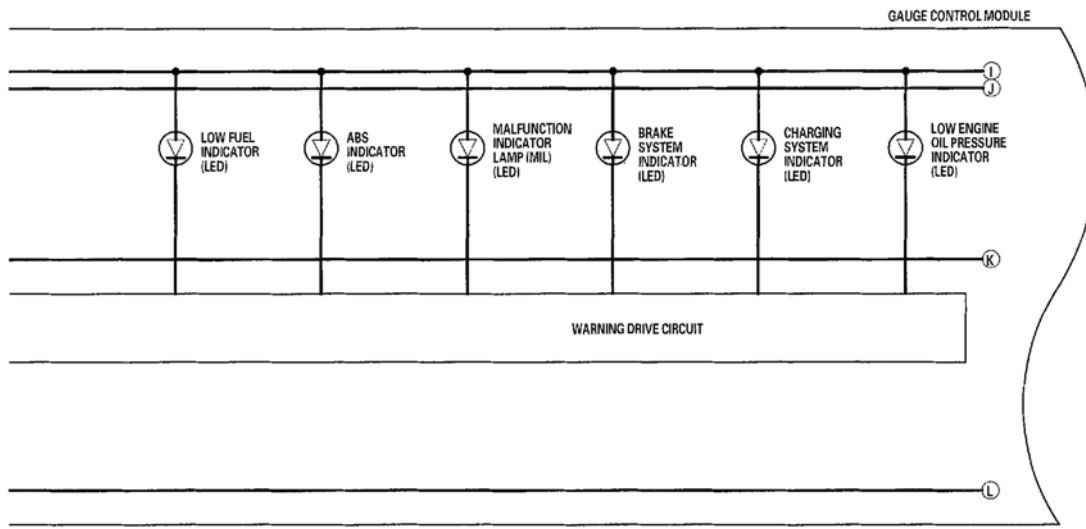 GAUGE CONTROL MODULE
I
J
LOW FUEL
INDICATOR
(LED)
ABS
INDICATOR
(LED)
MALFUNCTION
INDICATOR
LAMP (MIL)
(LED)
BRAKE
SYSTEM
INDICATOR
(LED)
CHARGING
SYSTEM
INDICATOR
(LED)
LOW ENGINE
OIL PRESSURE
INDICATOR
(LED)
K
WARNING DRIVE CIRCUIT
L